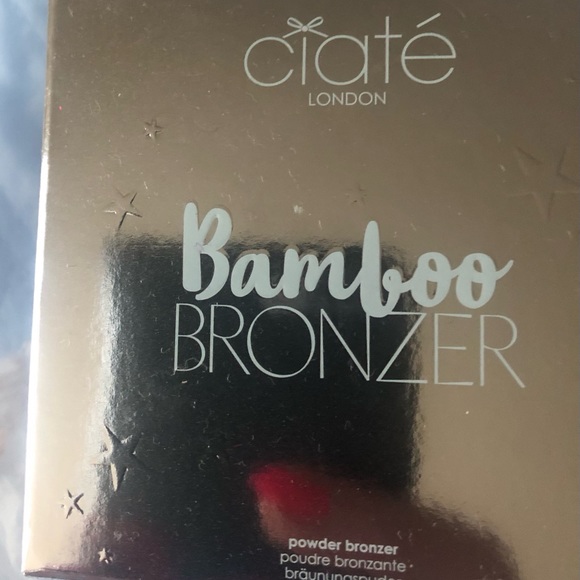 ciaté
LONDON
Bamboo
BRONZER
powder bronzer
poudre bronzante